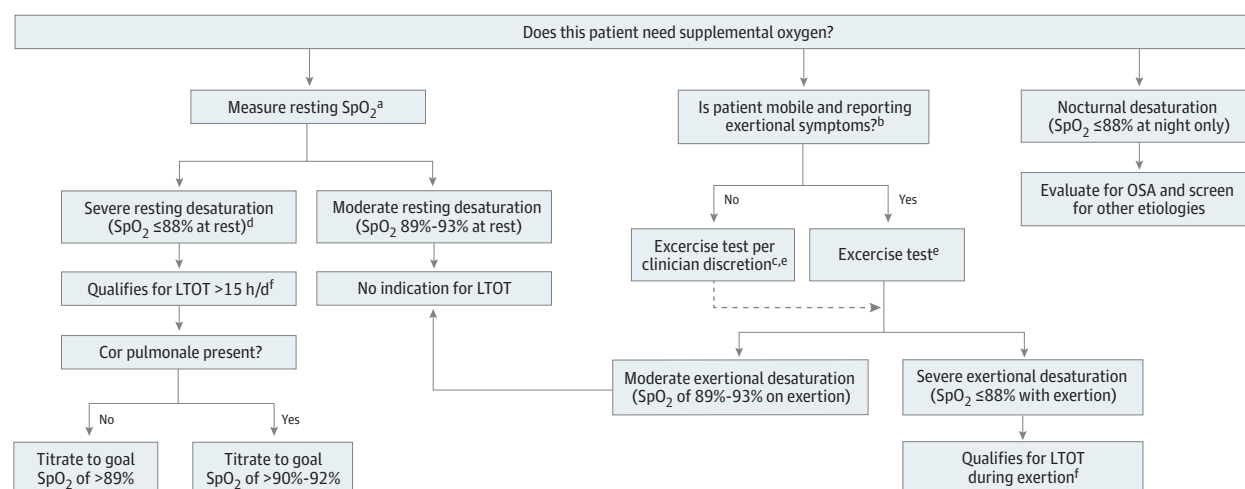 Does this patient need supplemental oxygen?
Measure resting SpO₂ᵃ
Is patient mobile and reporting
exertional symptoms?ᵇ
Nocturnal desaturation
(SpO₂ ≤88% at night only)
Evaluate for OSA and screen
for other etiologies
Severe resting desaturation
(SpO₂ ≤88% at rest)ᵈ
Moderate resting desaturation
(SpO₂ 89%-93% at rest)
No
Yes
Excercise test per
clinician discretionᶜ,ᵉ
Excercise testᵉ
Qualifies for LTOT >15 h/dᶠ
No indication for LTOT
Cor pulmonale present?
Moderate exertional desaturation
(SpO₂ of 89%-93% on exertion)
Severe exertional desaturation
(SpO₂ ≤88% with exertion)
No
Yes
Titrate to goal
SpO₂ of >89%
Titrate to goal
SpO₂ of >90%-92%
Qualifies for LTOT
during exertionᶠ